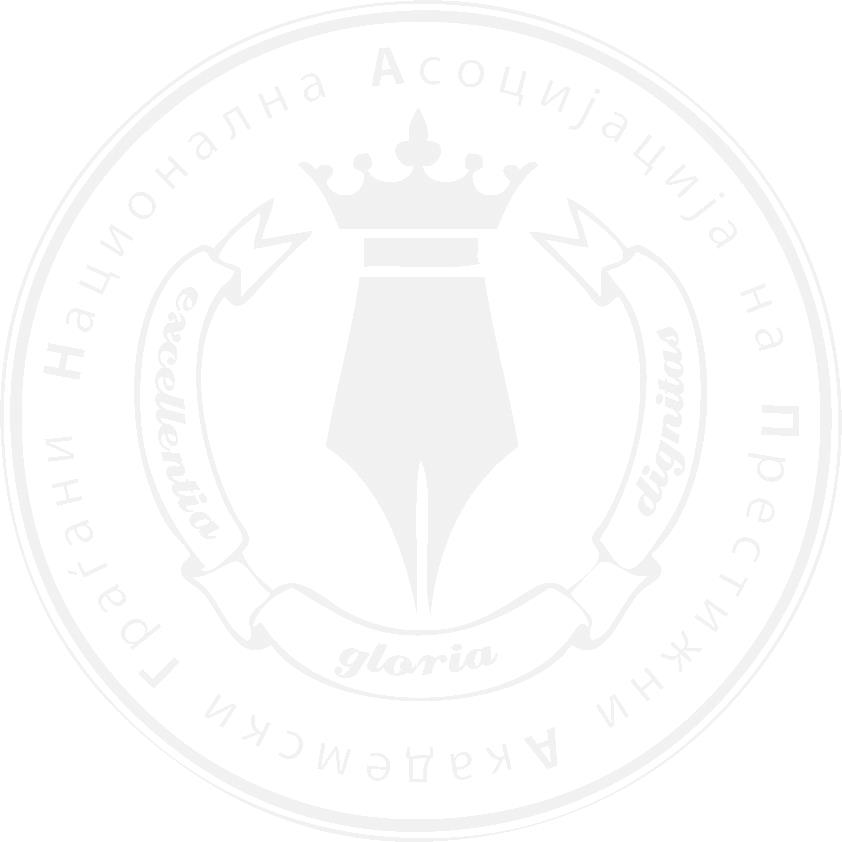 Национална Асоцијација на Престижни Академски Граѓани
excellentia
dignitas
gloria